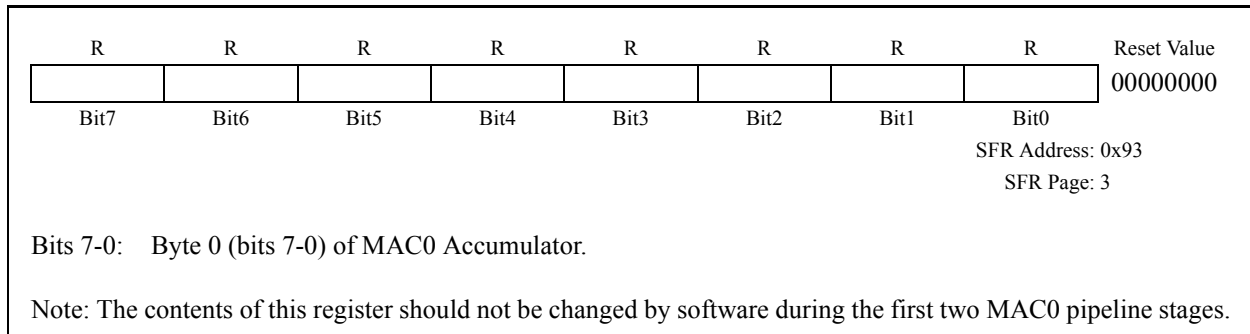 R R R R R R R R Reset Value
00000000
Bit7 Bit6 Bit5 Bit4 Bit3 Bit2 Bit1 Bit0
SFR Address: 0x93
SFR Page: 3
Bits 7-0: Byte 0 (bits 7-0) of MAC0 Accumulator.
Note: The contents of this register should not be changed by software during the first two MAC0 pipeline stages.